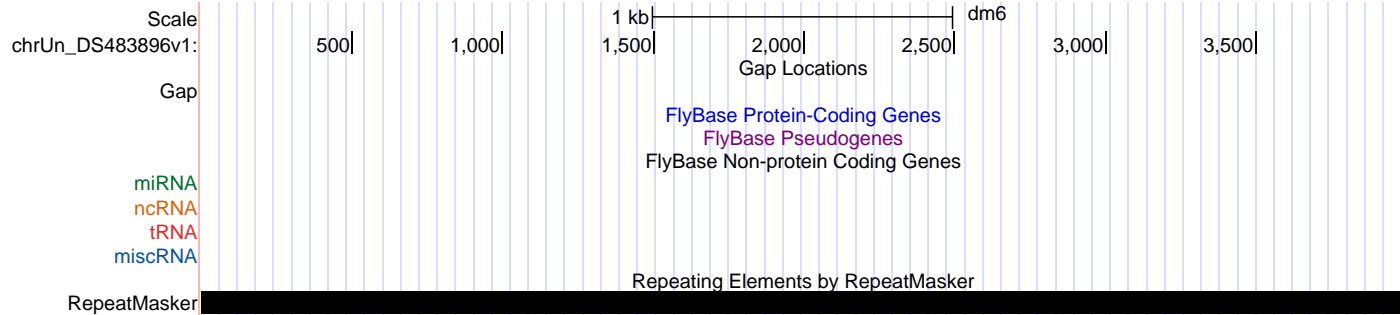 Scale 1 kb dm6
chrUn_DS483896v1: 500 1,000 1,500 2,000 2,500 3,000 3,500
Gap Locations
Gap
FlyBase Protein-Coding Genes
FlyBase Pseudogenes
FlyBase Non-protein Coding Genes
miRNA
ncRNA
tRNA
miscRNA
Repeating Elements by RepeatMasker
RepeatMasker